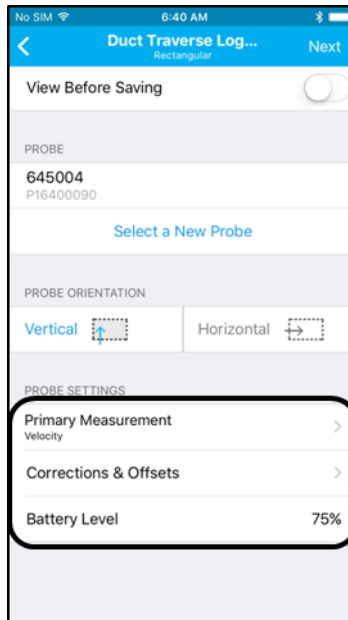 No SIM 6:40 AM
Duct Traverse Log...
Rectangular
Next
View Before Saving
PROBE
645004
P16400090
Select a New Probe
PROBE ORIENTATION
Vertical Horizontal
PROBE SETTINGS
Primary Measurement
Velocity
Corrections & Offsets
Battery Level 75%